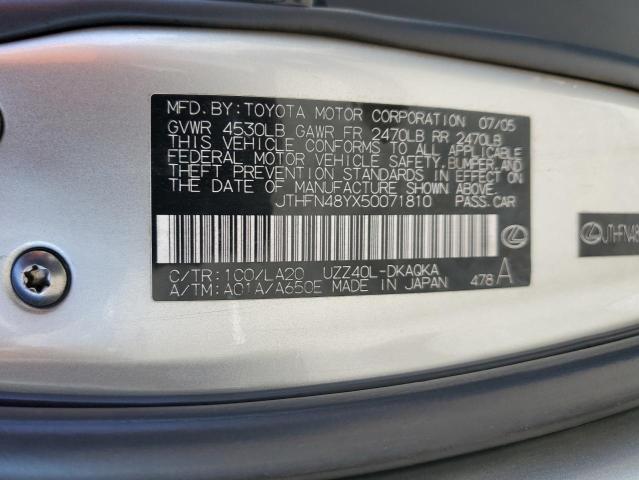 MFD. BY: TOYOTA MOTOR CORPORATION 07/05
GVWR 4530LB GAWR FR 2470LB RR 2470LB
THIS VEHICLE CONFORMS TO ALL APPLICABLE
FEDERAL MOTOR VEHICLE SAFETY, BUMPER, AND
THEFT PREVENTION STANDARDS IN EFFECT ON
THE DATE OF MANUFACTURE SHOWN ABOVE.
JTHFN48YX50071810 PASS.CAR
C/TR: 1C0/LA20 UZZ40L-DKAQKA
A/TM: A01A/A650E MADE IN JAPAN 478 A
JTHFN48